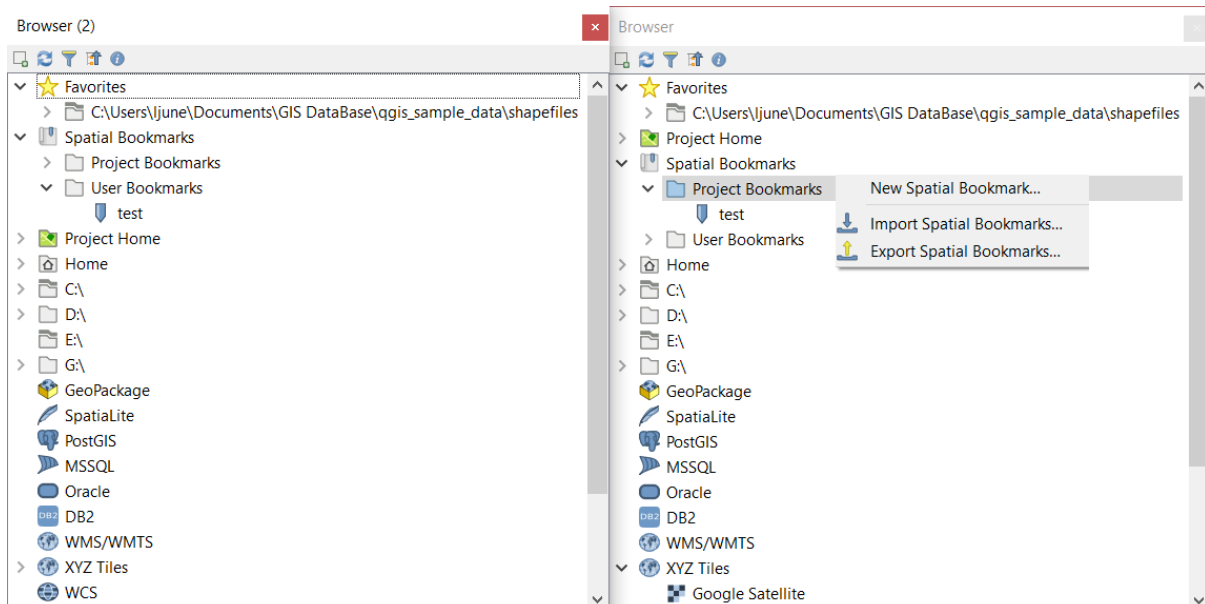 Browser (2)
Favorites
C:\Users\ljune\Documents\GIS DataBase\qgis_sample_data\shapefiles
Spatial Bookmarks
Project Bookmarks
User Bookmarks
test
Project Home
Home
C:\
D:\
E:\
G:\
GeoPackage
SpatiaLite
PostGIS
MSSQL
Oracle
DB2 DB2
WMS/WMTS
XYZ Tiles
WCS
Browser
Favorites
C:\Users\ljune\Documents\GIS DataBase\qgis_sample_data\shapefiles
Project Home
Spatial Bookmarks
Project Bookmarks
test
User Bookmarks
Home
C:\
D:\
E:\
G:\
GeoPackage
SpatiaLite
PostGIS
MSSQL
Oracle
DB2 DB2
WMS/WMTS
XYZ Tiles
Google Satellite
New Spatial Bookmark...
Import Spatial Bookmarks...
Export Spatial Bookmarks...